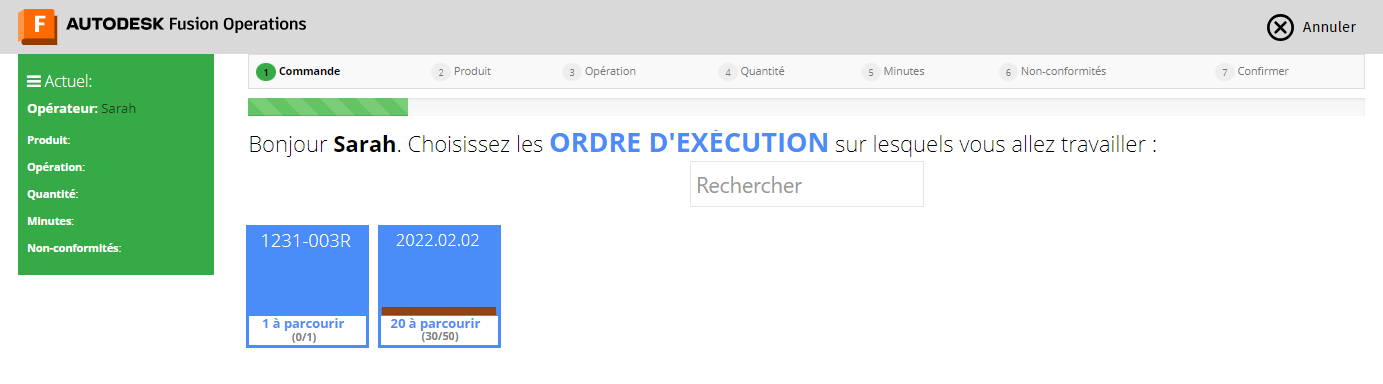 AUTODESK Fusion Operations
Annuler
Actuel:
Opérateur: Sarah
Produit:
Opération:
Quantité:
Minutes:
Non-conformités:
1 Commande 2 Produit 3 Opération 4 Quantité 5 Minutes 6 Non-conformités 7 Confirmer
Bonjour Sarah. Choisissez les ORDRE D'EXÉCUTION sur lesquels vous allez travailler :
Rechercher
1231-003R
1 à parcourir
(0/1)
2022.02.02
20 à parcourir
(30/50)